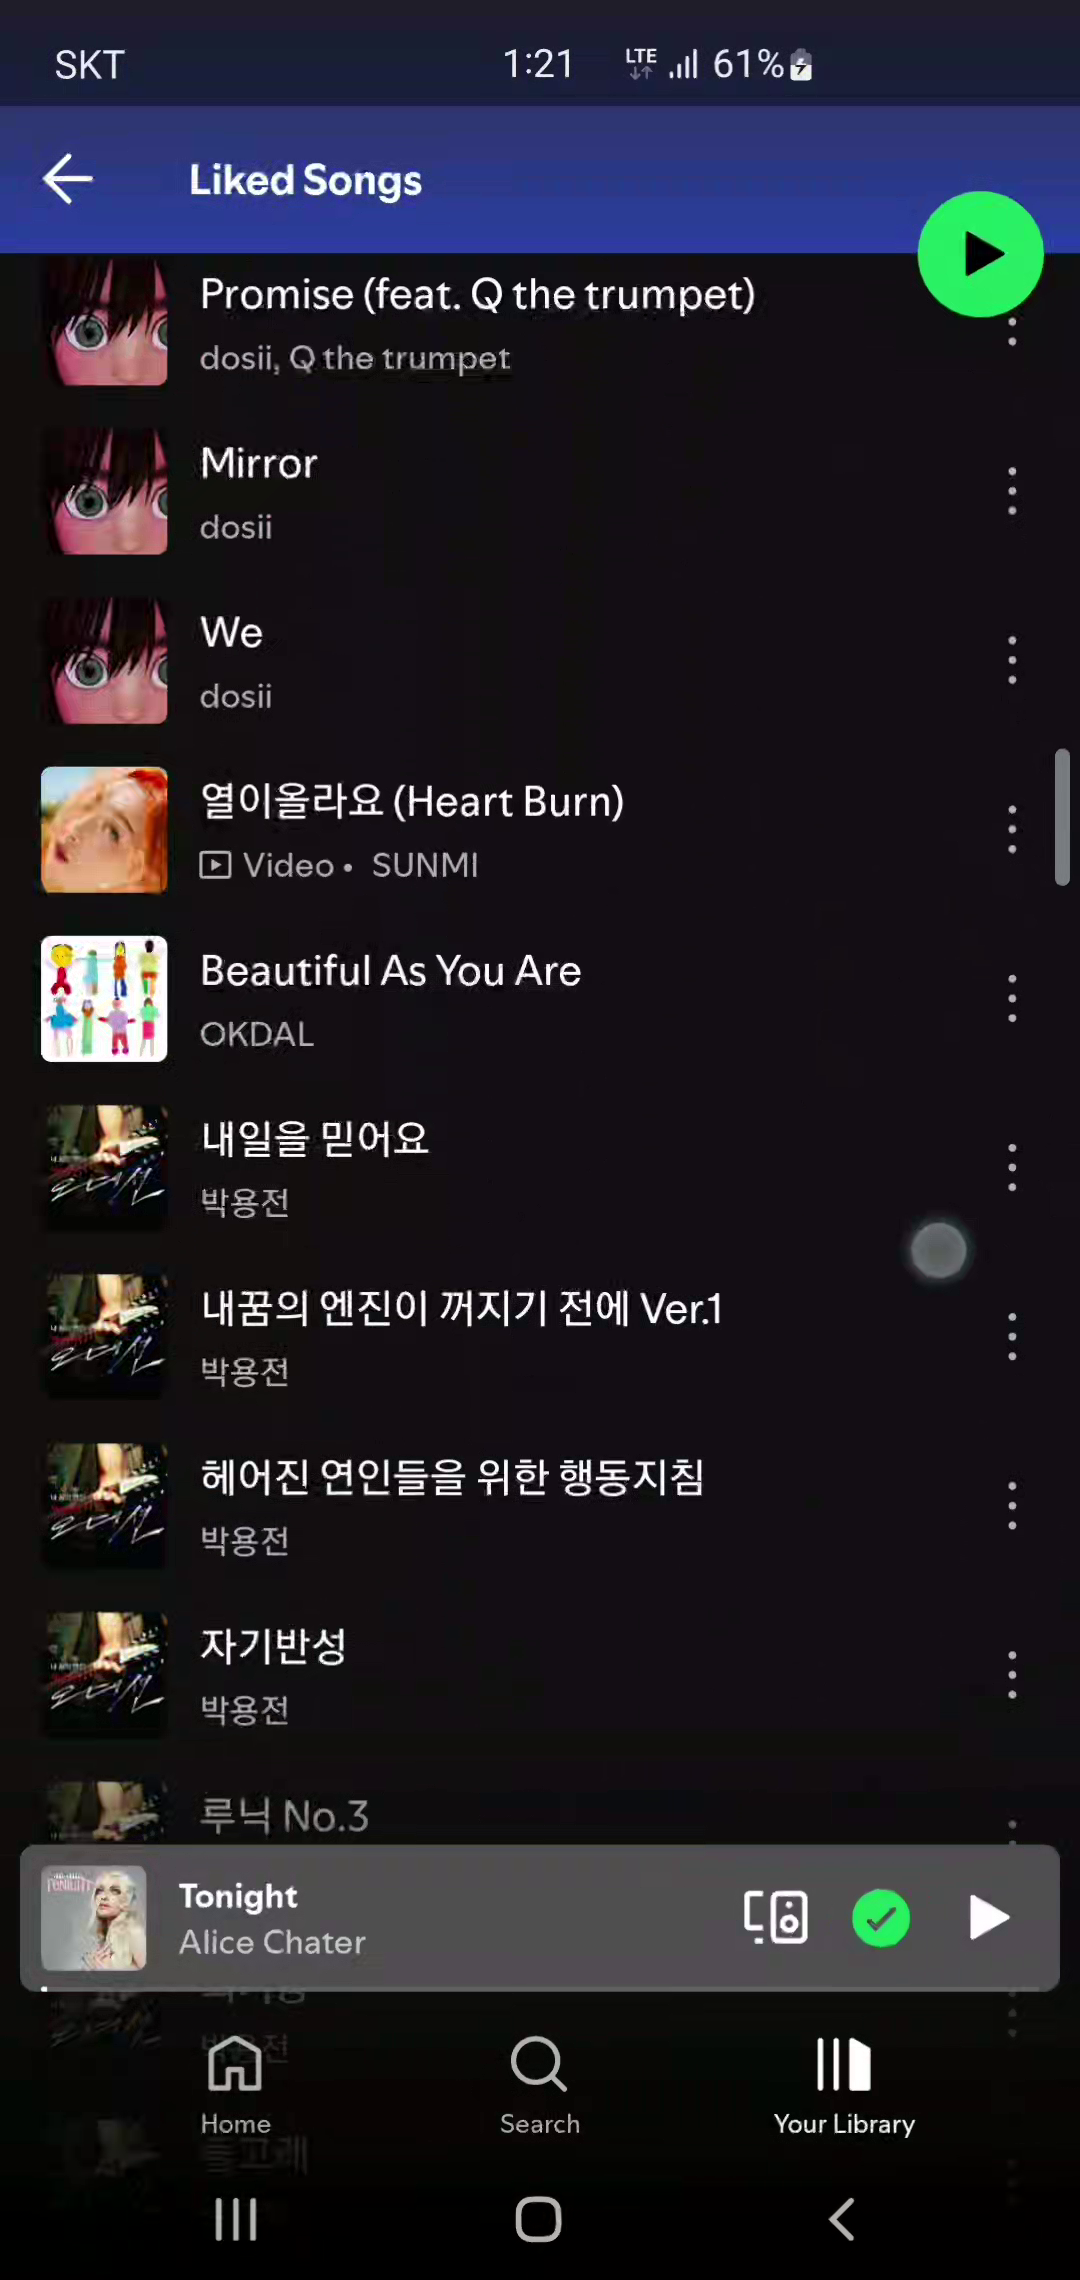 SKT 1:21 LTE 61%
Liked Songs
Promise (feat. Q the trumpet)
dosii, Q the trumpet
Mirror
dosii
We
dosii
열이올라요 (Heart Burn)
Video • SUNMI
Beautiful As You Are
OKDAL
내일을 믿어요
박용전
내꿈의 엔진이 꺼지기 전에 Ver.1
박용전
헤어진 연인들을 위한 행동지침
박용전
자기반성
박용전
루닉 No.3
TONIGHT
Tonight
Alice Chater
박용전
Home
Search
Your Library